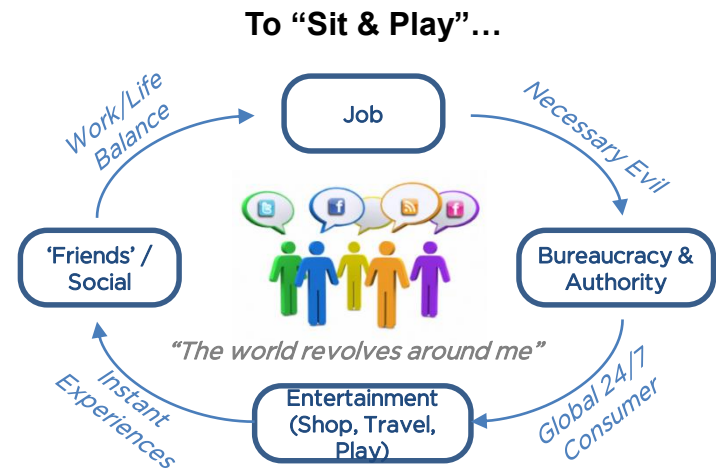 To “Sit & Play”…
Work/Life
Balance
Job
Necessary Evil
‘Friends’ /
Social
Bureaucracy &
Authority
“The world revolves around me”
Instant
Experiences
Entertainment
(Shop, Travel,
Play)
Global 24/7
Consumer